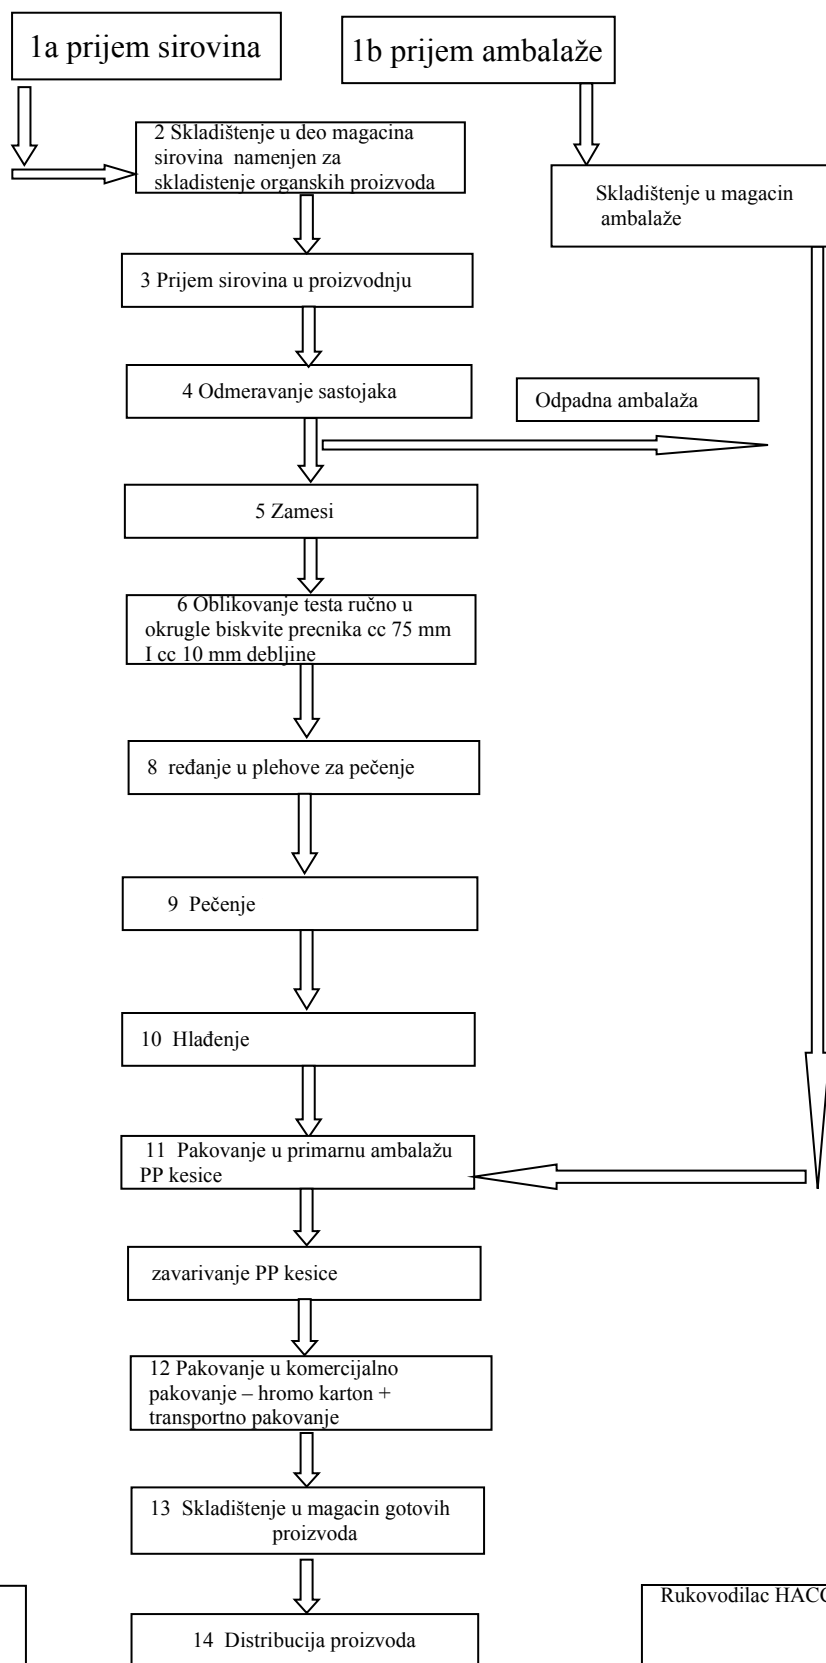 1a prijem sirovina
1b prijem ambalaže
2 Skladištenje u deo magacina
sirovina namenjen za
skladistenje organskih proizvoda
Skladištenje u magacin
ambalaže
3 Prijem sirovina u proizvodnju
4 Odmeravanje sastojaka
Odpadna ambalaža
5 Zamesi
6 Oblikovanje testa ručno u
okrugle biskvite precnika cc 75 mm
I cc 10 mm debljine
8 ređanje u plehove za pečenje
9 Pečenje
10 Hlađenje
11 Pakovanje u primarnu ambalažu
PP kesice
zavarivanje PP kesice
12 Pakovanje u komercijalno
pakovanje – hromo karton +
transportno pakovanje
13 Skladištenje u magacin gotovih
proizvoda
Rukovodilac
14 Distribucija proizvoda